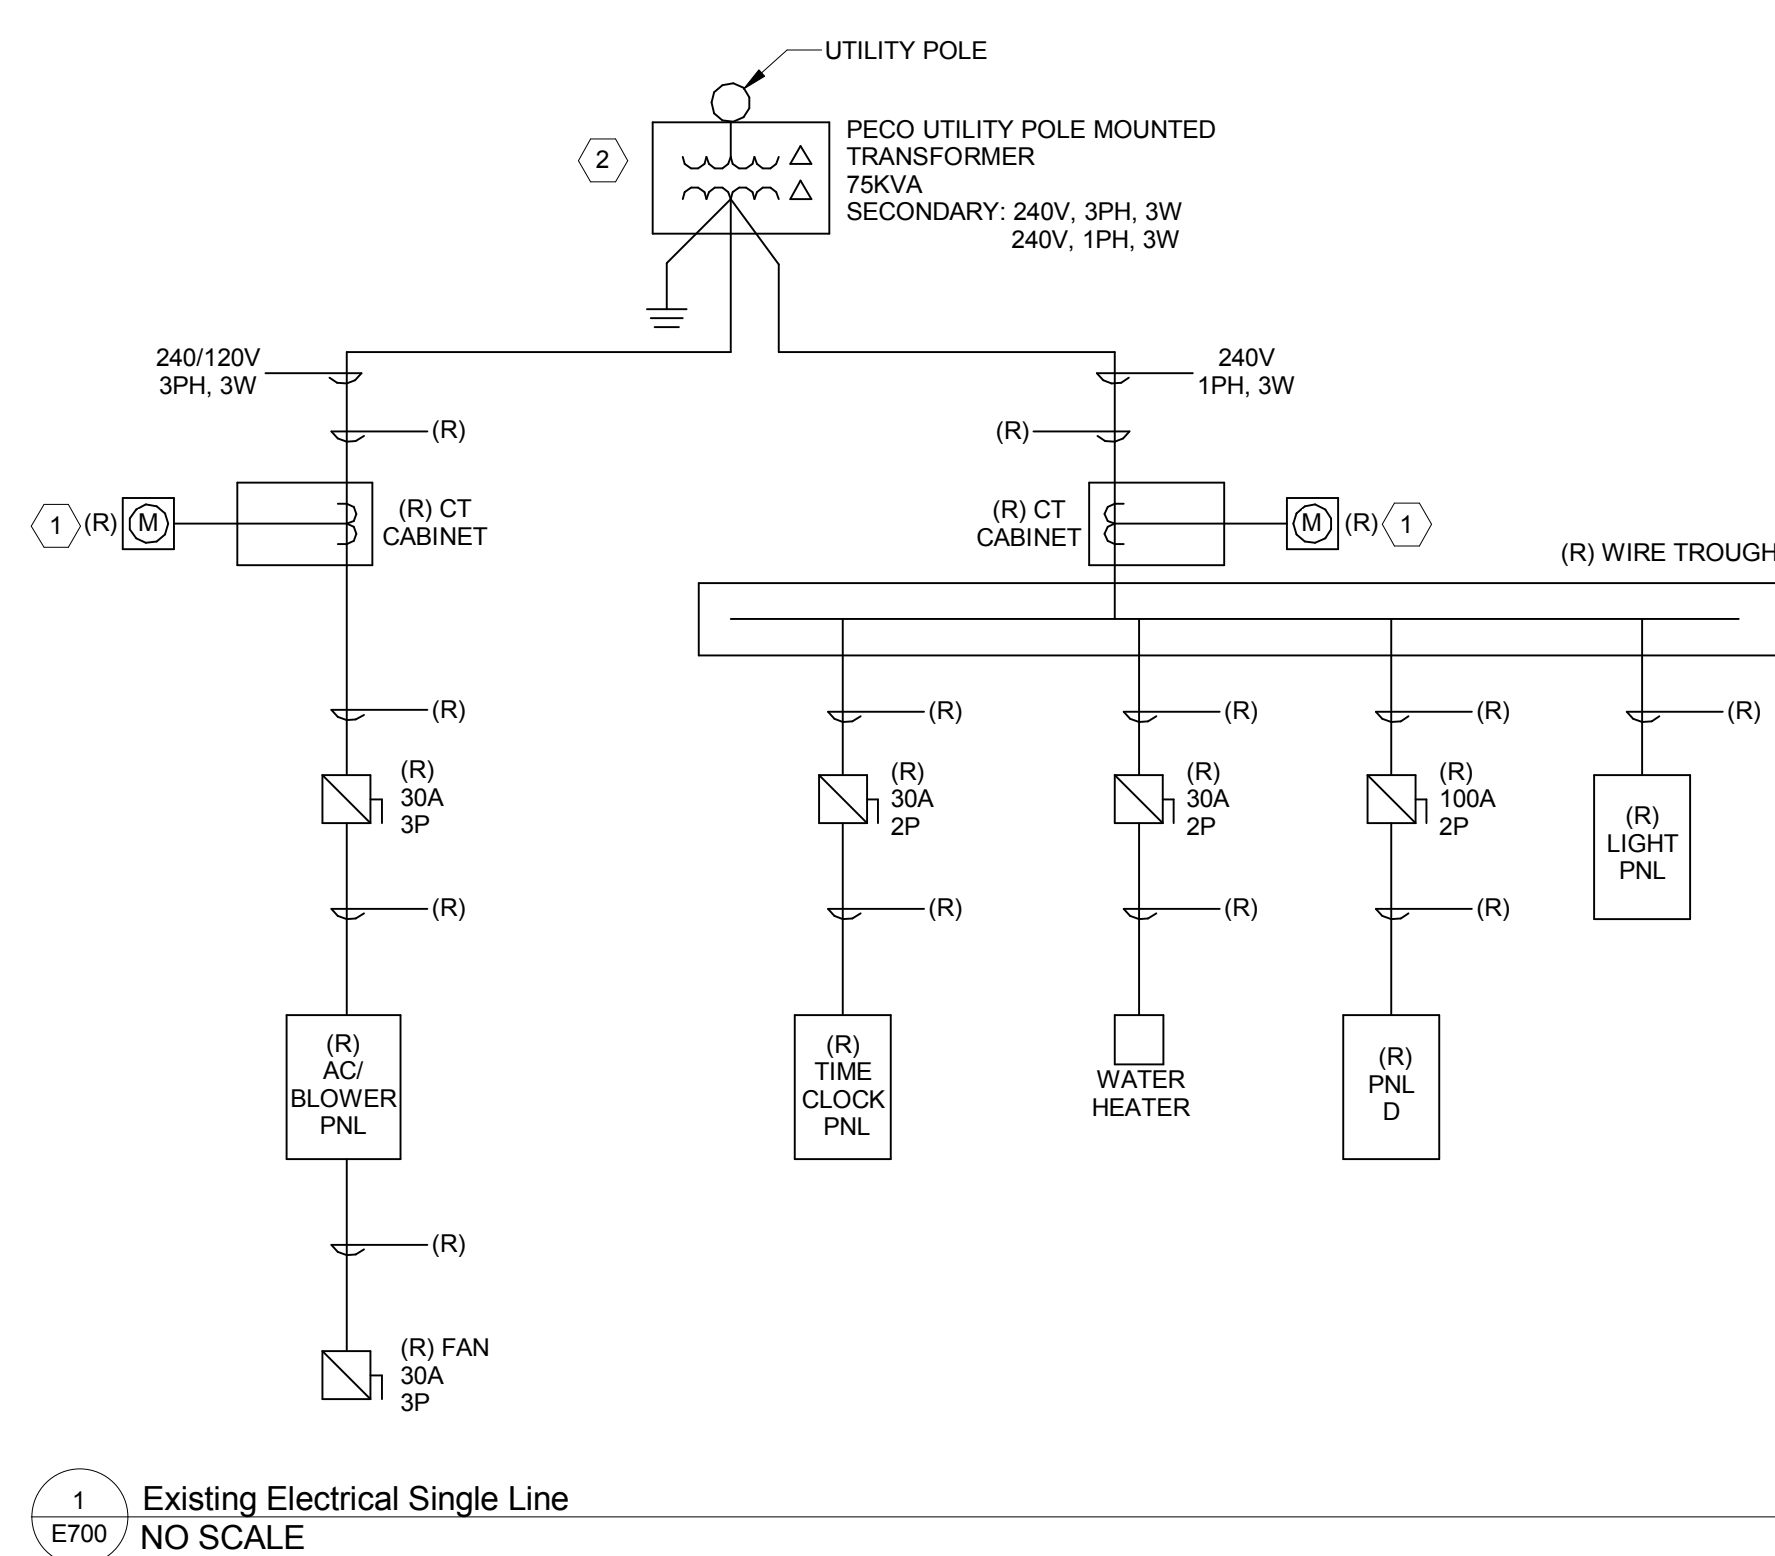 UTILITY POLE
2
PECO UTILITY POLE MOUNTED
TRANSFORMER
75KVA
SECONDARY: 240V, 3PH, 3W
240V, 1PH, 3W
240/120V
3PH, 3W
240V
1PH, 3W
(R)
(R)
1
(R)
M
(R) CT
CABINET
(R) CT
CABINET
M
(R)
1
(R) WIRE TROUGH
(R)
(R)
(R)
(R)
(R)
(R)
30A
3P
(R)
30A
2P
(R)
30A
2P
(R)
100A
2P
(R)
LIGHT
PNL
(R)
(R)
(R)
(R)
(R)
AC/
BLOWER
PNL
(R)
TIME
CLOCK
PNL
WATER
HEATER
(R)
PNL
D
(R)
(R) FAN
30A
3P
1
E700
Existing Electrical Single Line
NO SCALE